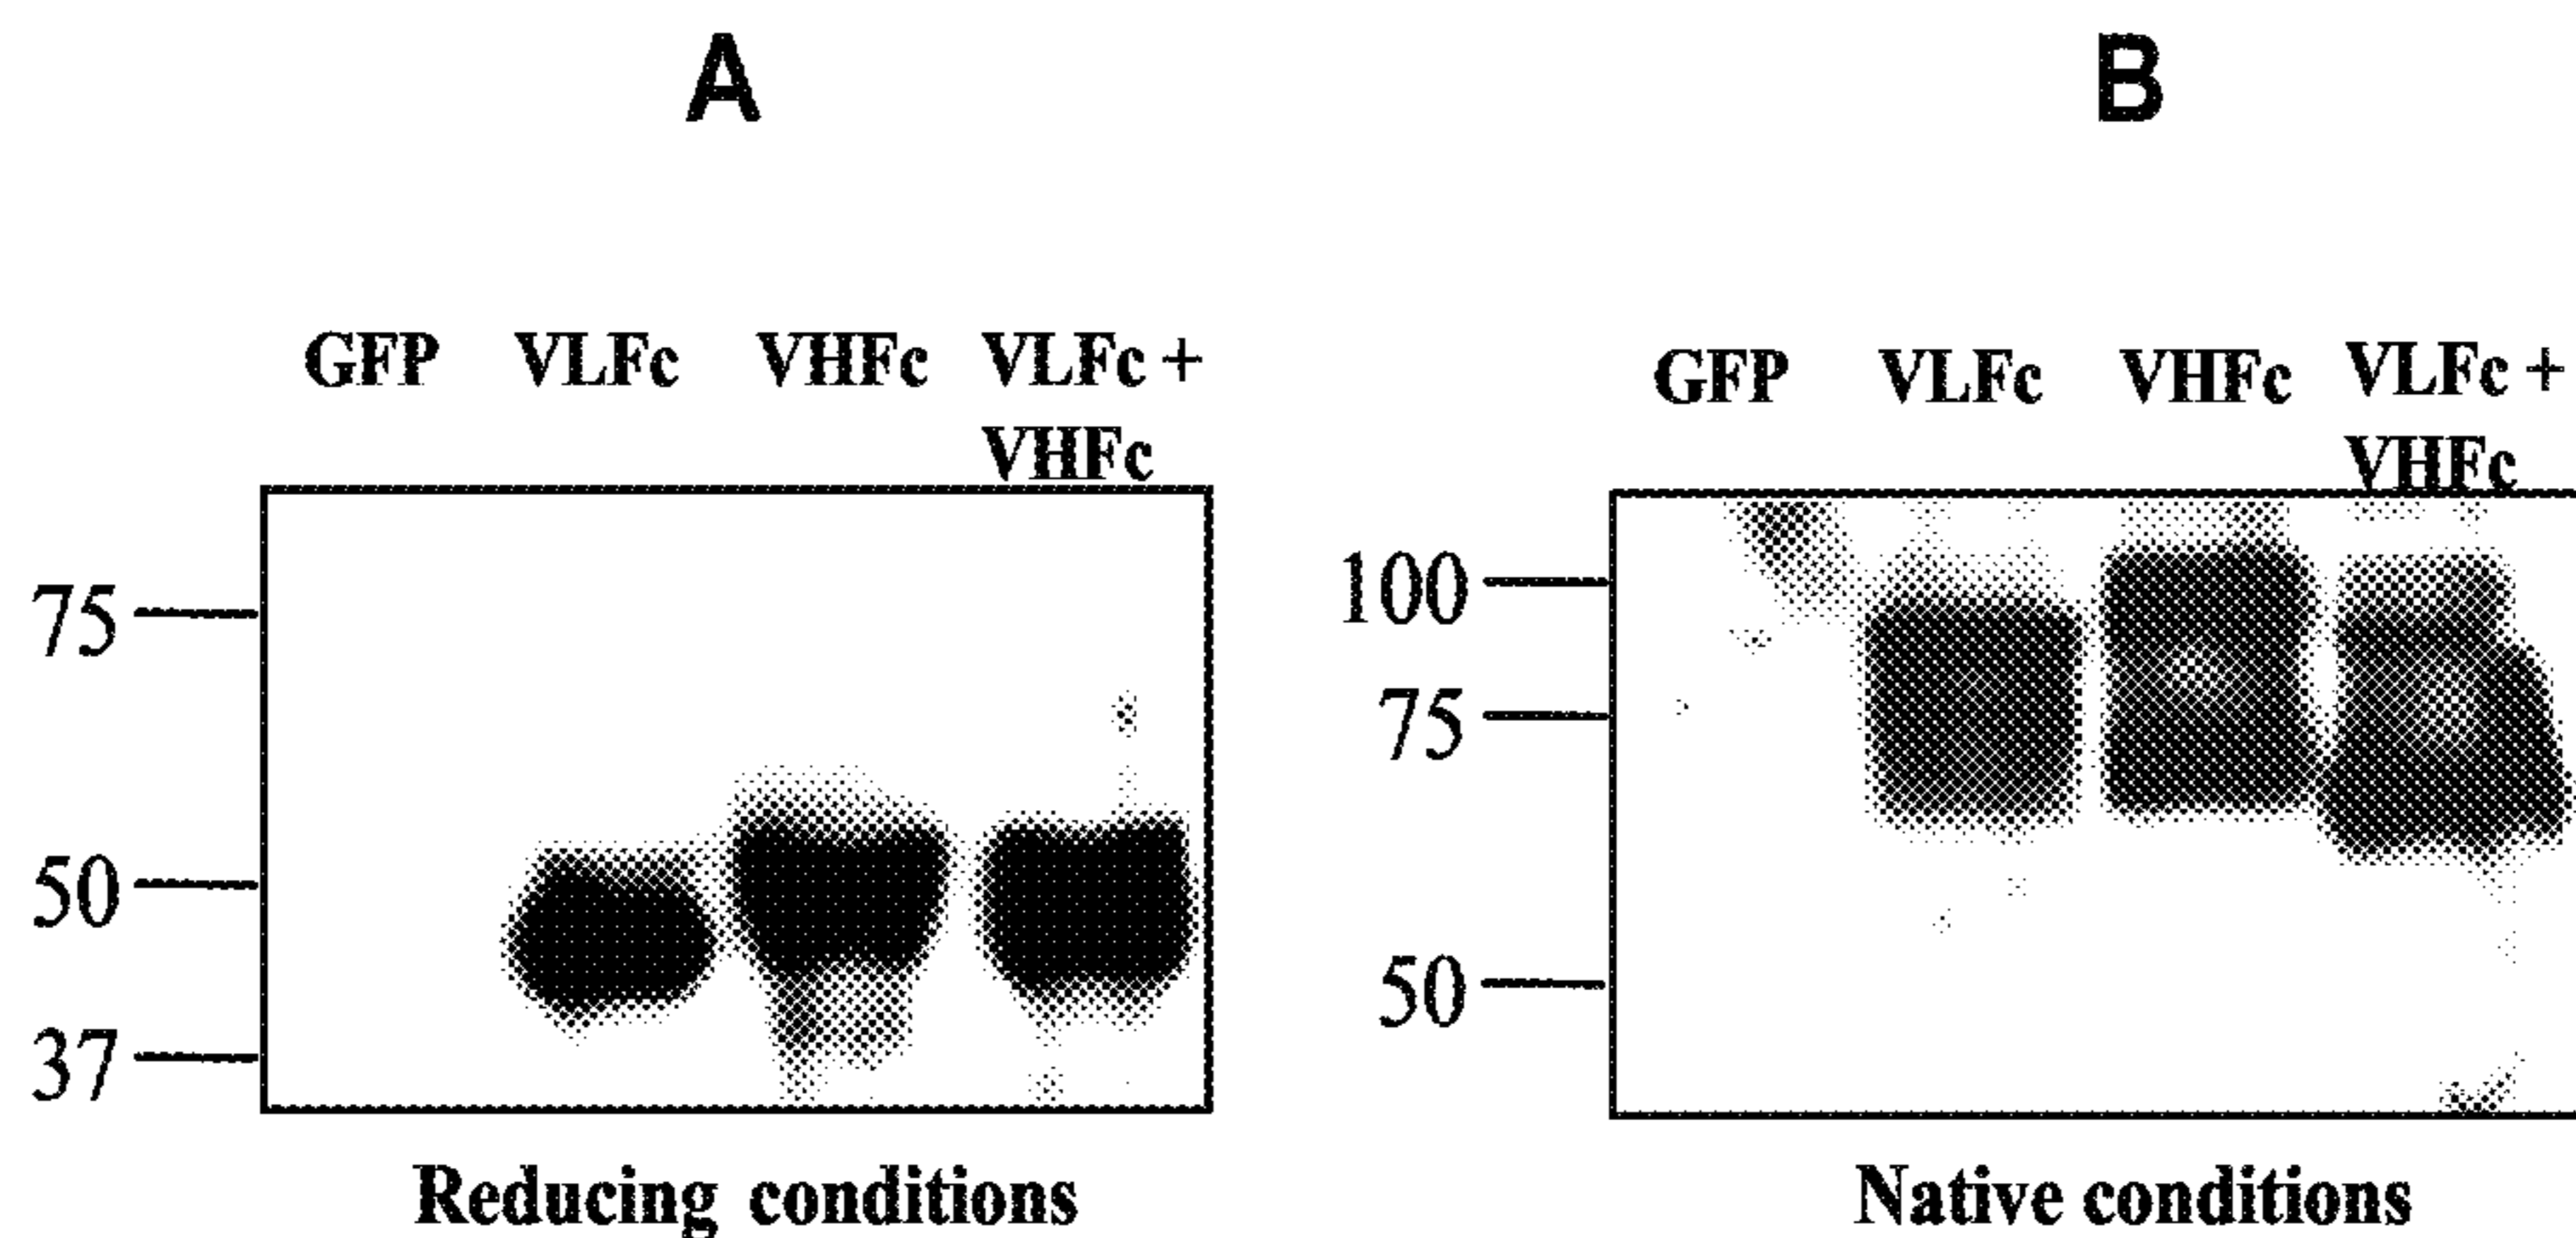 A
B
GFP VLFc VHFc VLFc +
VHFc
75
50
37
Reducing conditions
GFP VLFc VHFc VLFc +
VHFc
100
75
50
Native conditions